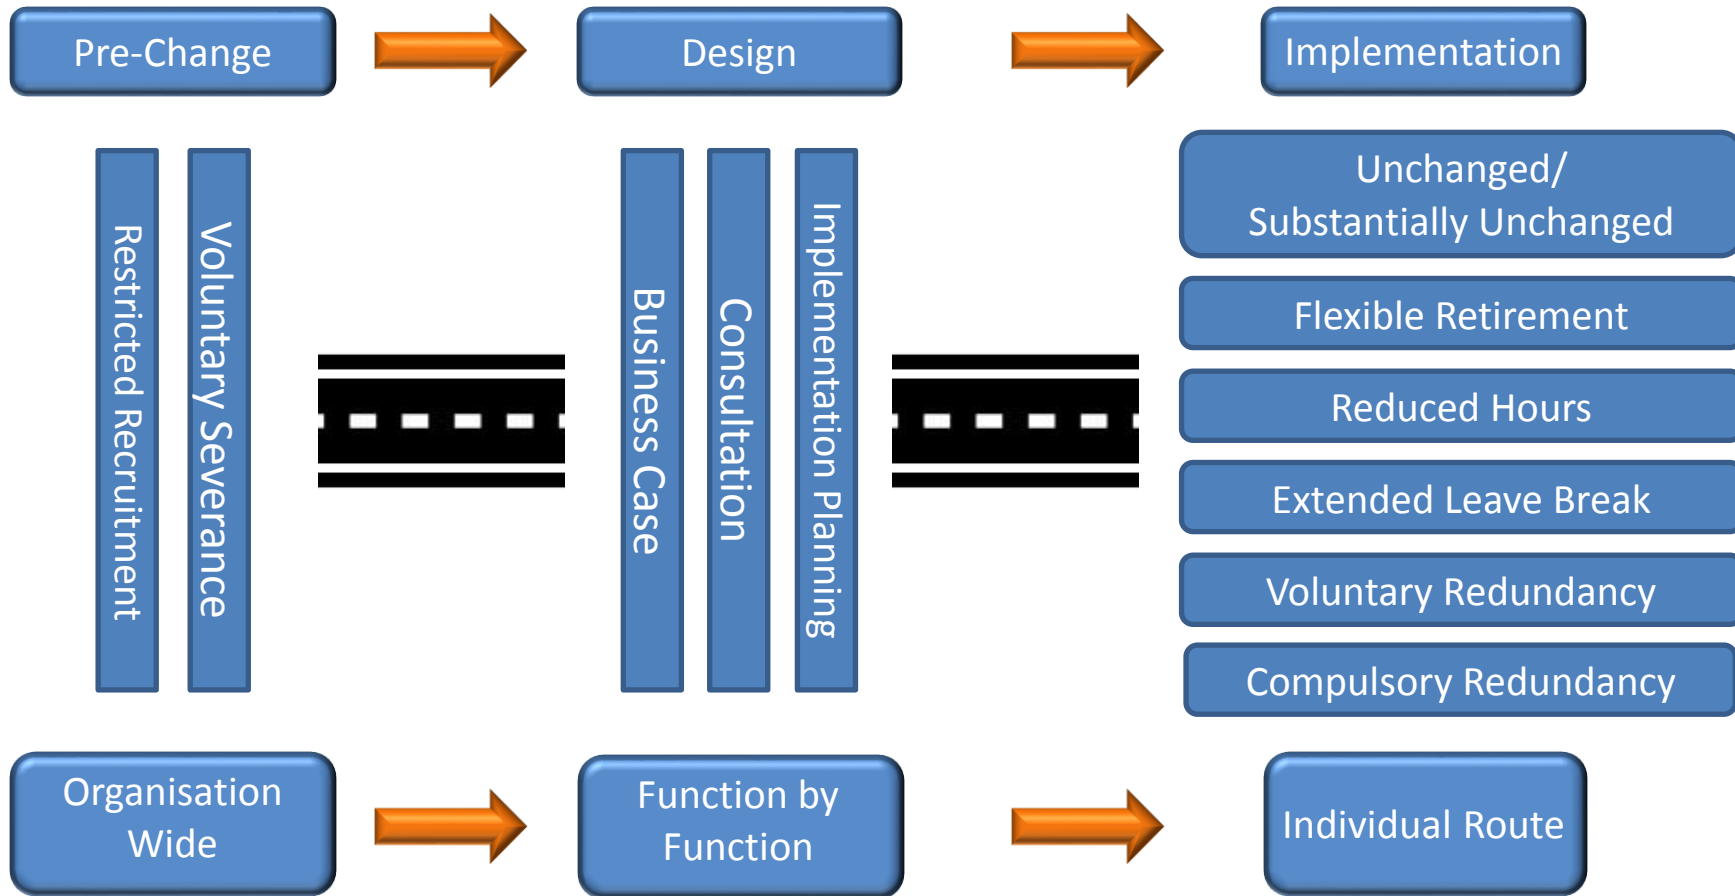 Pre-Change
Design
Implementation
Restricted Recruitment
Voluntary Severance
Business Case
Consultation
Implementation Planning
Unchanged/
Substantially Unchanged
Flexible Retirement
Reduced Hours
Extended Leave Break
Voluntary Redundancy
Compulsory Redundancy
Organisation
Wide
Function by
Function
Individual Route